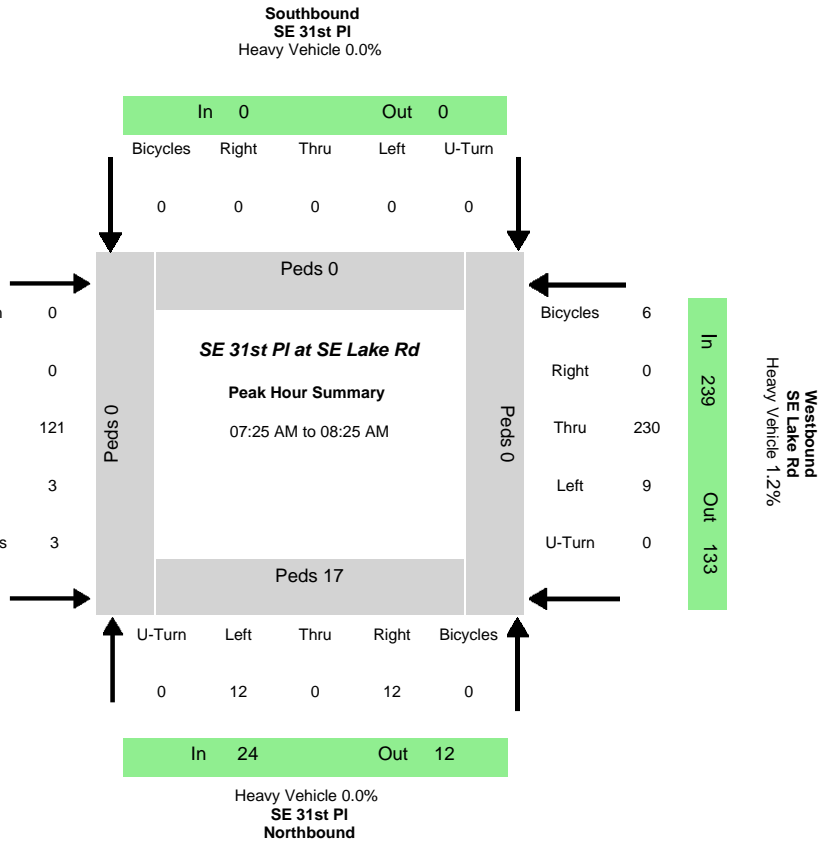 Southbound
SE 31st Pl
Heavy Vehicle 0.0%
In 0 Out 0
Bicycles Right Thru Left U-Turn
0 0 0 0 0
Peds 0
0
0
121
3
s 3
Peds 0
SE 31st Pl at SE Lake Rd
Peak Hour Summary
07:25 AM to 08:25 AM
Peds 0
Bicycles 6
Right 0
Thru 230
Left 9
U-Turn 0
In 239 Out 133
Westbound
SE Lake Rd
Heavy Vehicle 1.2%
Peds 17
U-Turn Left Thru Right Bicycles
0 12 0 12 0
In 24 Out 12
Heavy Vehicle 0.0%
SE 31st Pl
Northbound